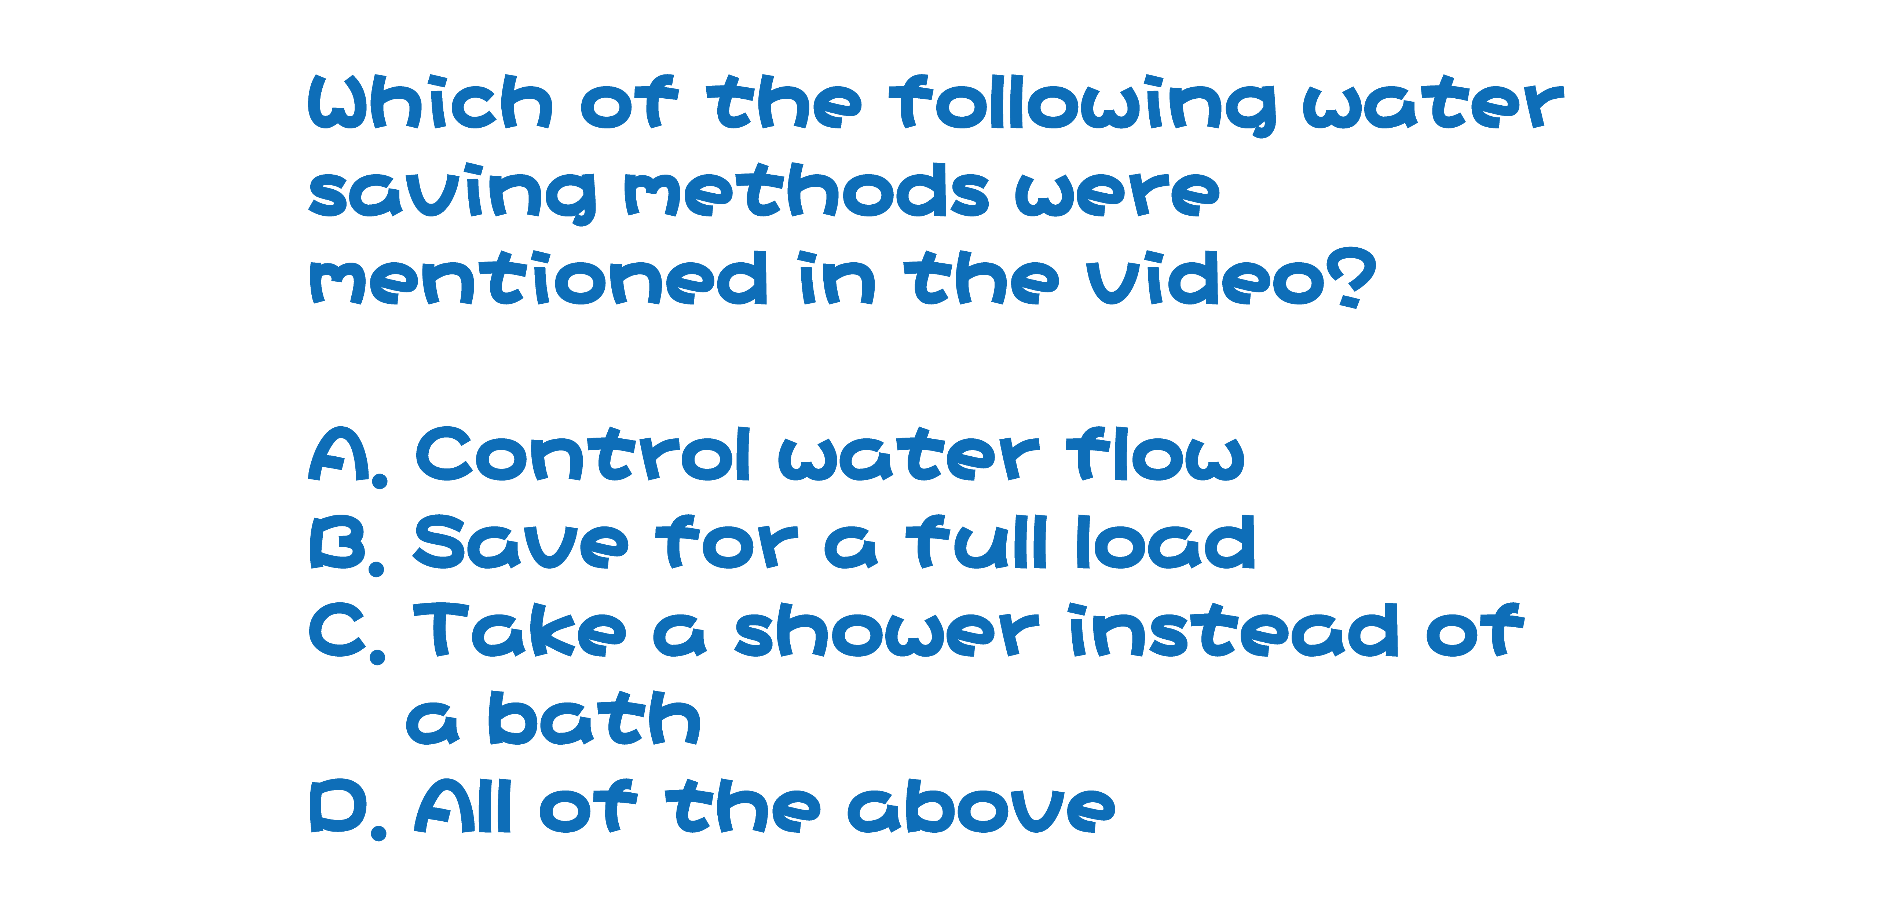 Which of the following water
saving methods were
mentioned in the video?
A. Control water flow
B. Save for a full load
C. Take a shower instead of
a bath
D. All of the above